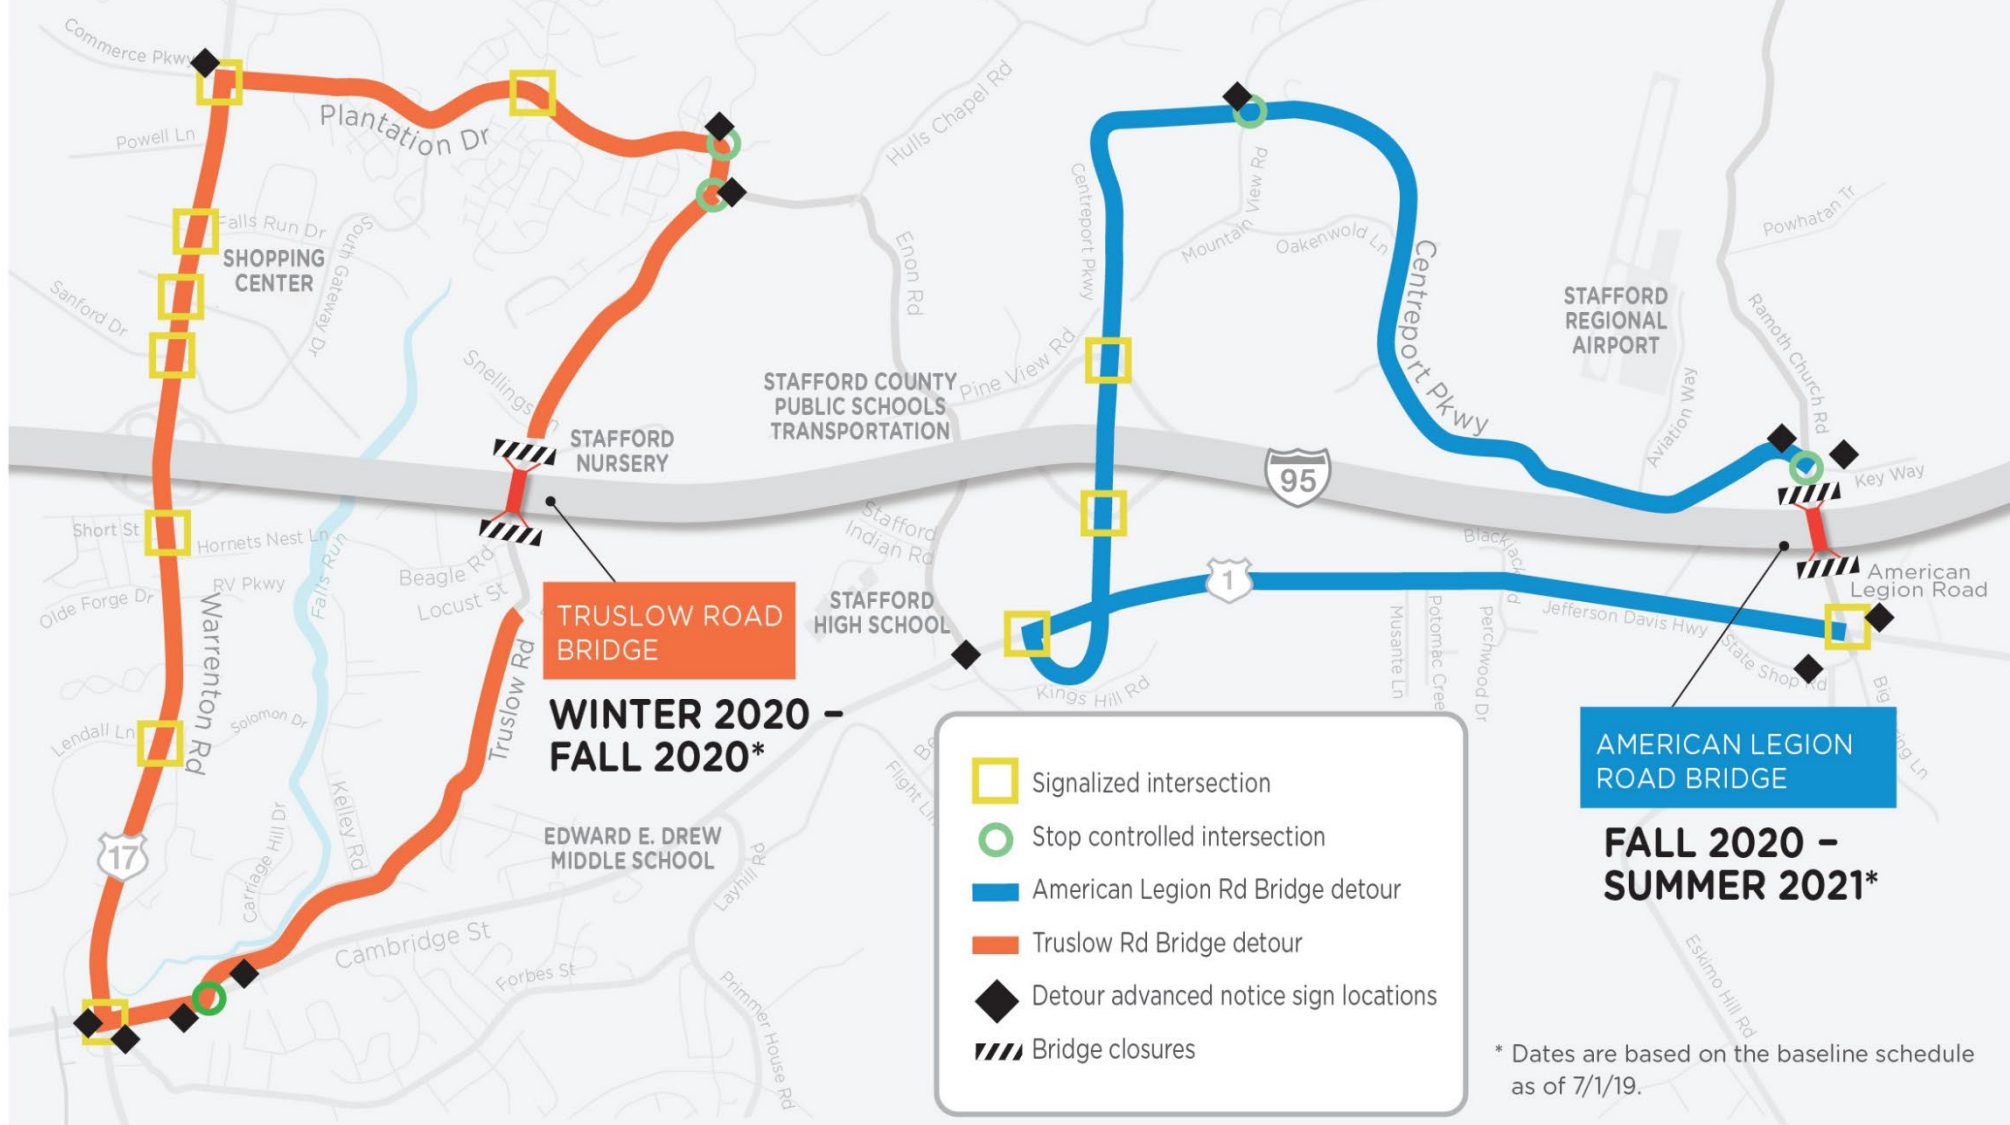 Commerce Pkwy
Powell Ln
Plantation Dr
Falls Run Dr
South Gateway Dr
SHOPPING
CENTER
Sanford Dr
Snellings Ln
Hulls Chapel Rd
Enon Rd
STAFFORD COUNTY
PUBLIC SCHOOLS
TRANSPORTATION
Pine View Rd
Centreport Pkwy
Mountain View Rd
Oakenwold Ln
Centreport Pkwy
STAFFORD
REGIONAL
AIRPORT
Aviation Way
Powhatan Tr
Ramoth Church Rd
Key Way
STAFFORD
NURSERY
95
Short St
Hornets Nest Ln
RV Pkwy
Olde Forge Dr
Falls Run
Beagle Rd
Locust St
Stafford
Indian Rd
STAFFORD
HIGH SCHOOL
TRUSLOW ROAD
BRIDGE
WINTER 2020 –
FALL 2020*
1
Kings Hill Rd
Musante Ln
Potomac Cree
Perchwood Dr
Jefferson Davis Hwy
State Shop Rd
American
Legion Road
AMERICAN LEGION
ROAD BRIDGE
FALL 2020 –
SUMMER 2021*
Warrenton Rd
Lendall Ln
Solomon Dr
Truslow Rd
Kelley Rd
Carriage Hill Dr
17
EDWARD E. DREW
MIDDLE SCHOOL
Layhill Rd
Cambridge St
Forbes St
Primmer House Rd
Eskimo Hill Rd
Signalized intersection
Stop controlled intersection
American Legion Rd Bridge detour
Truslow Rd Bridge detour
Detour advanced notice sign locations
Bridge closures
* Dates are based on the baseline schedule
as of 7/1/19.